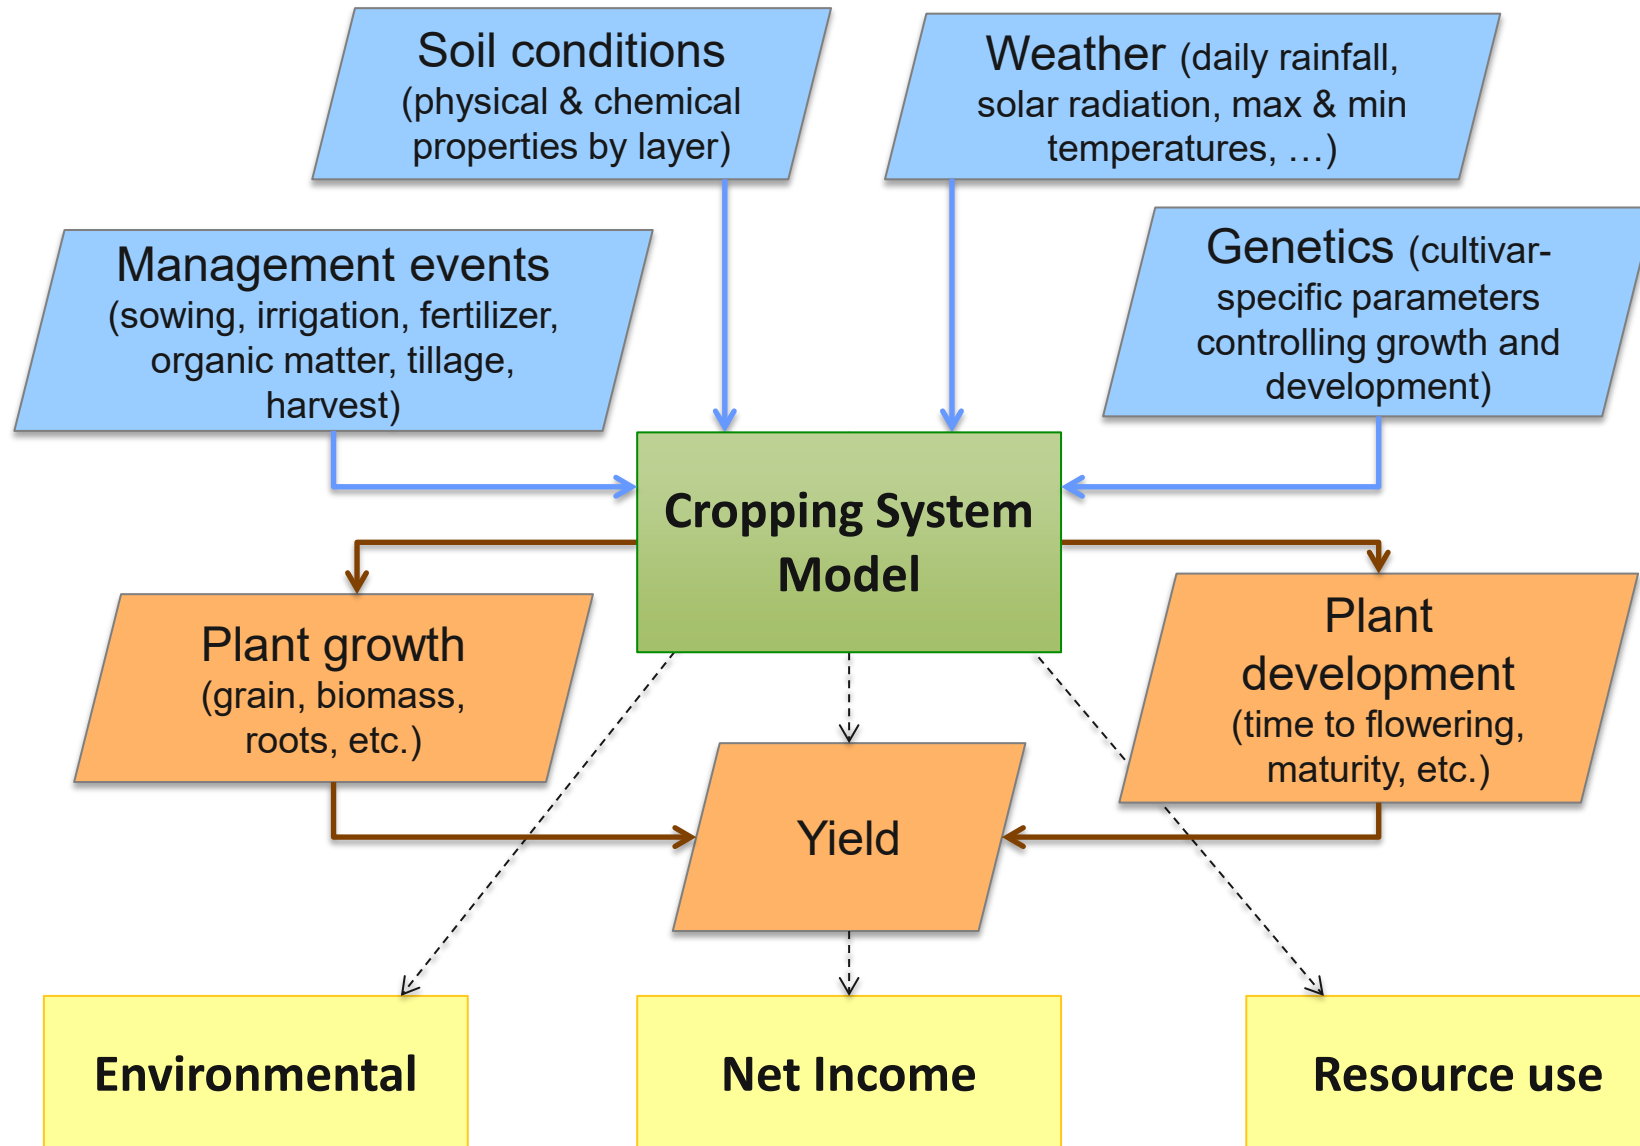 Soil conditions
(physical & chemical
properties by layer)
Weather (daily rainfall,
solar radiation, max & min
temperatures, …)
Management events
(sowing, irrigation, fertilizer,
organic matter, tillage,
harvest)
Genetics (cultivar-
specific parameters
controlling growth and
development)
Cropping System
Model
Plant growth
(grain, biomass,
roots, etc.)
Plant
development
(time to flowering,
maturity, etc.)
Yield
Environmental
Net Income
Resource use